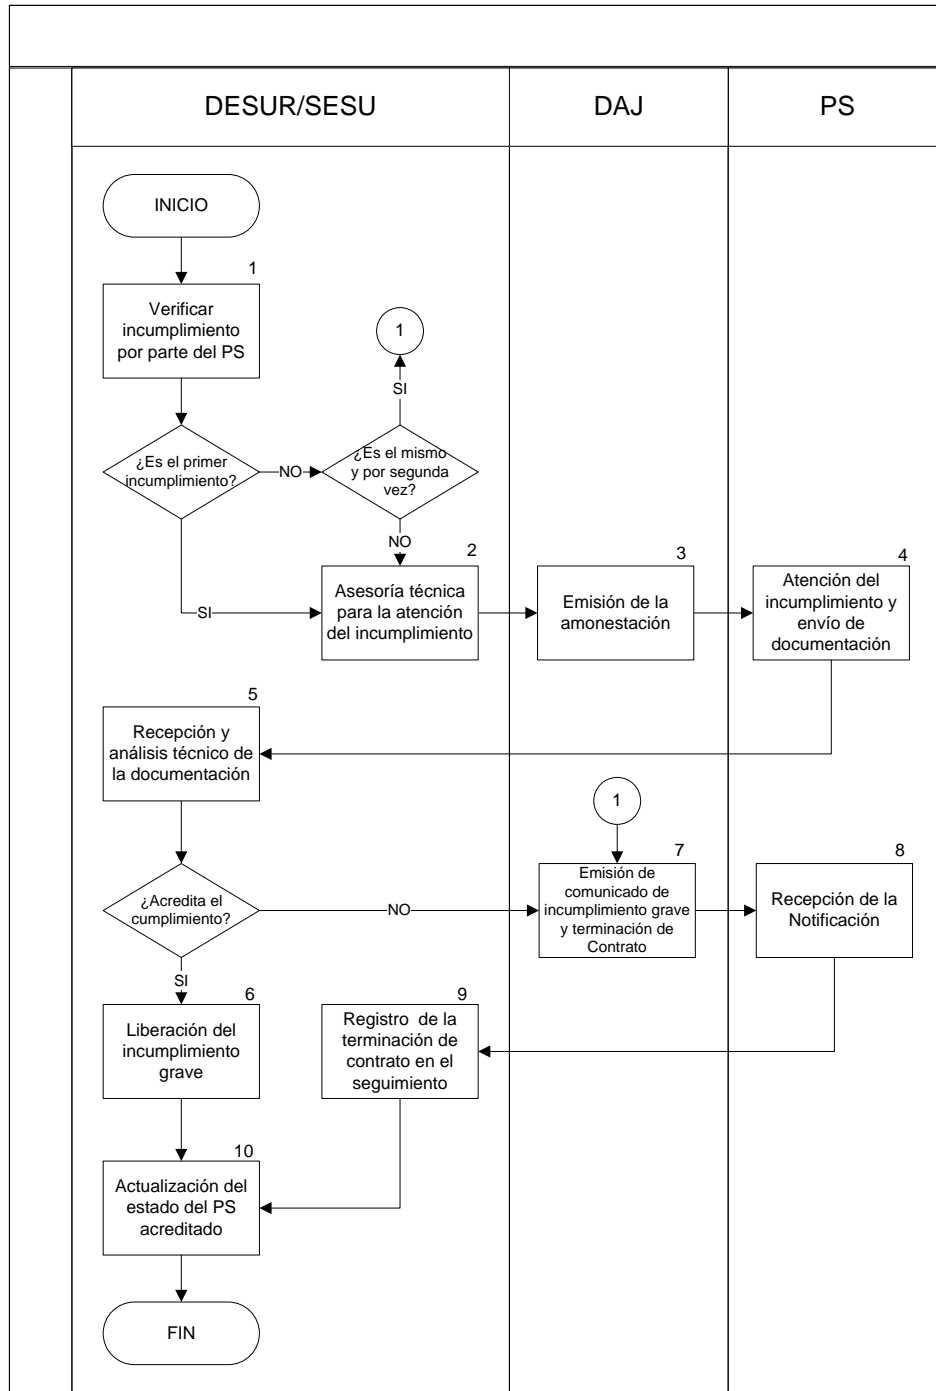 DESUR/SESU
DAJ
PS
INICIO
1
Verificar
incumplimiento
por parte del PS
1
SI
¿Es el primer
incumplimiento?
NO
¿Es el mismo
y por segunda
vez?
NO
SI
2
Asesoría técnica
para la atención
del incumplimiento
3
Emisión de la
amonestación
4
Atención del
incumplimiento y
envío de
documentación
5
Recepción y
análisis técnico de
la documentación
¿Acredita el
cumplimiento?
NO
SI
1
7
Emisión de
comunicado de
incumplimiento grave
y terminación de
Contrato
8
Recepción de la
Notificación
6
Liberación del
incumplimiento
grave
9
Registro de la
terminación de
contrato en el
seguimiento
10
Actualización del
estado del PS
acreditado
FIN